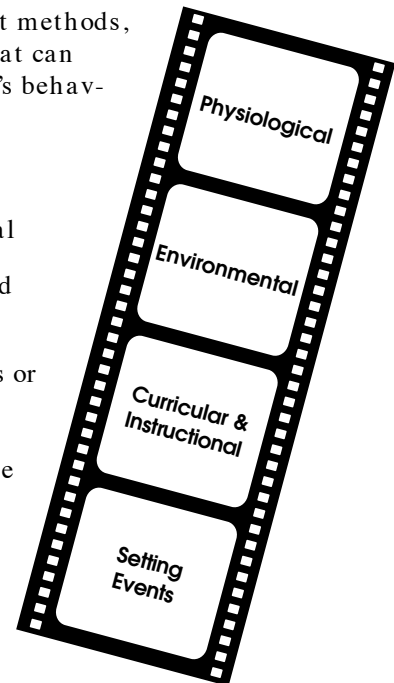 t methods,
at can
’s behav-
al
d
s or
e
Physiological
Environmental
Curricular &
Instructional
Setting
Events